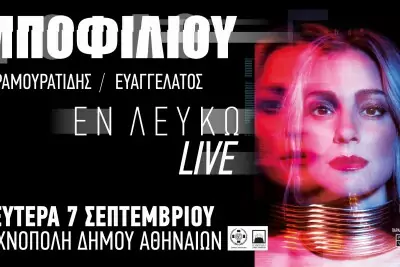 ΜΠΟΦΙΛΙΟΥ
ΡΑΜΟΥΡΑΤΙΔΗΣ / ΕΥΑΓΓΕΛΑΤΟΣ
ΕΝ ΛΕΥΚΩ
LIVE
ΕΥΤΕΡΑ 7 ΣΕΠΤΕΜΒΡΙΟΥ
ΧΝΟΠΟΛΗ ΔΗΜΟΥ ΑΘΗΝΑΙΩΝ